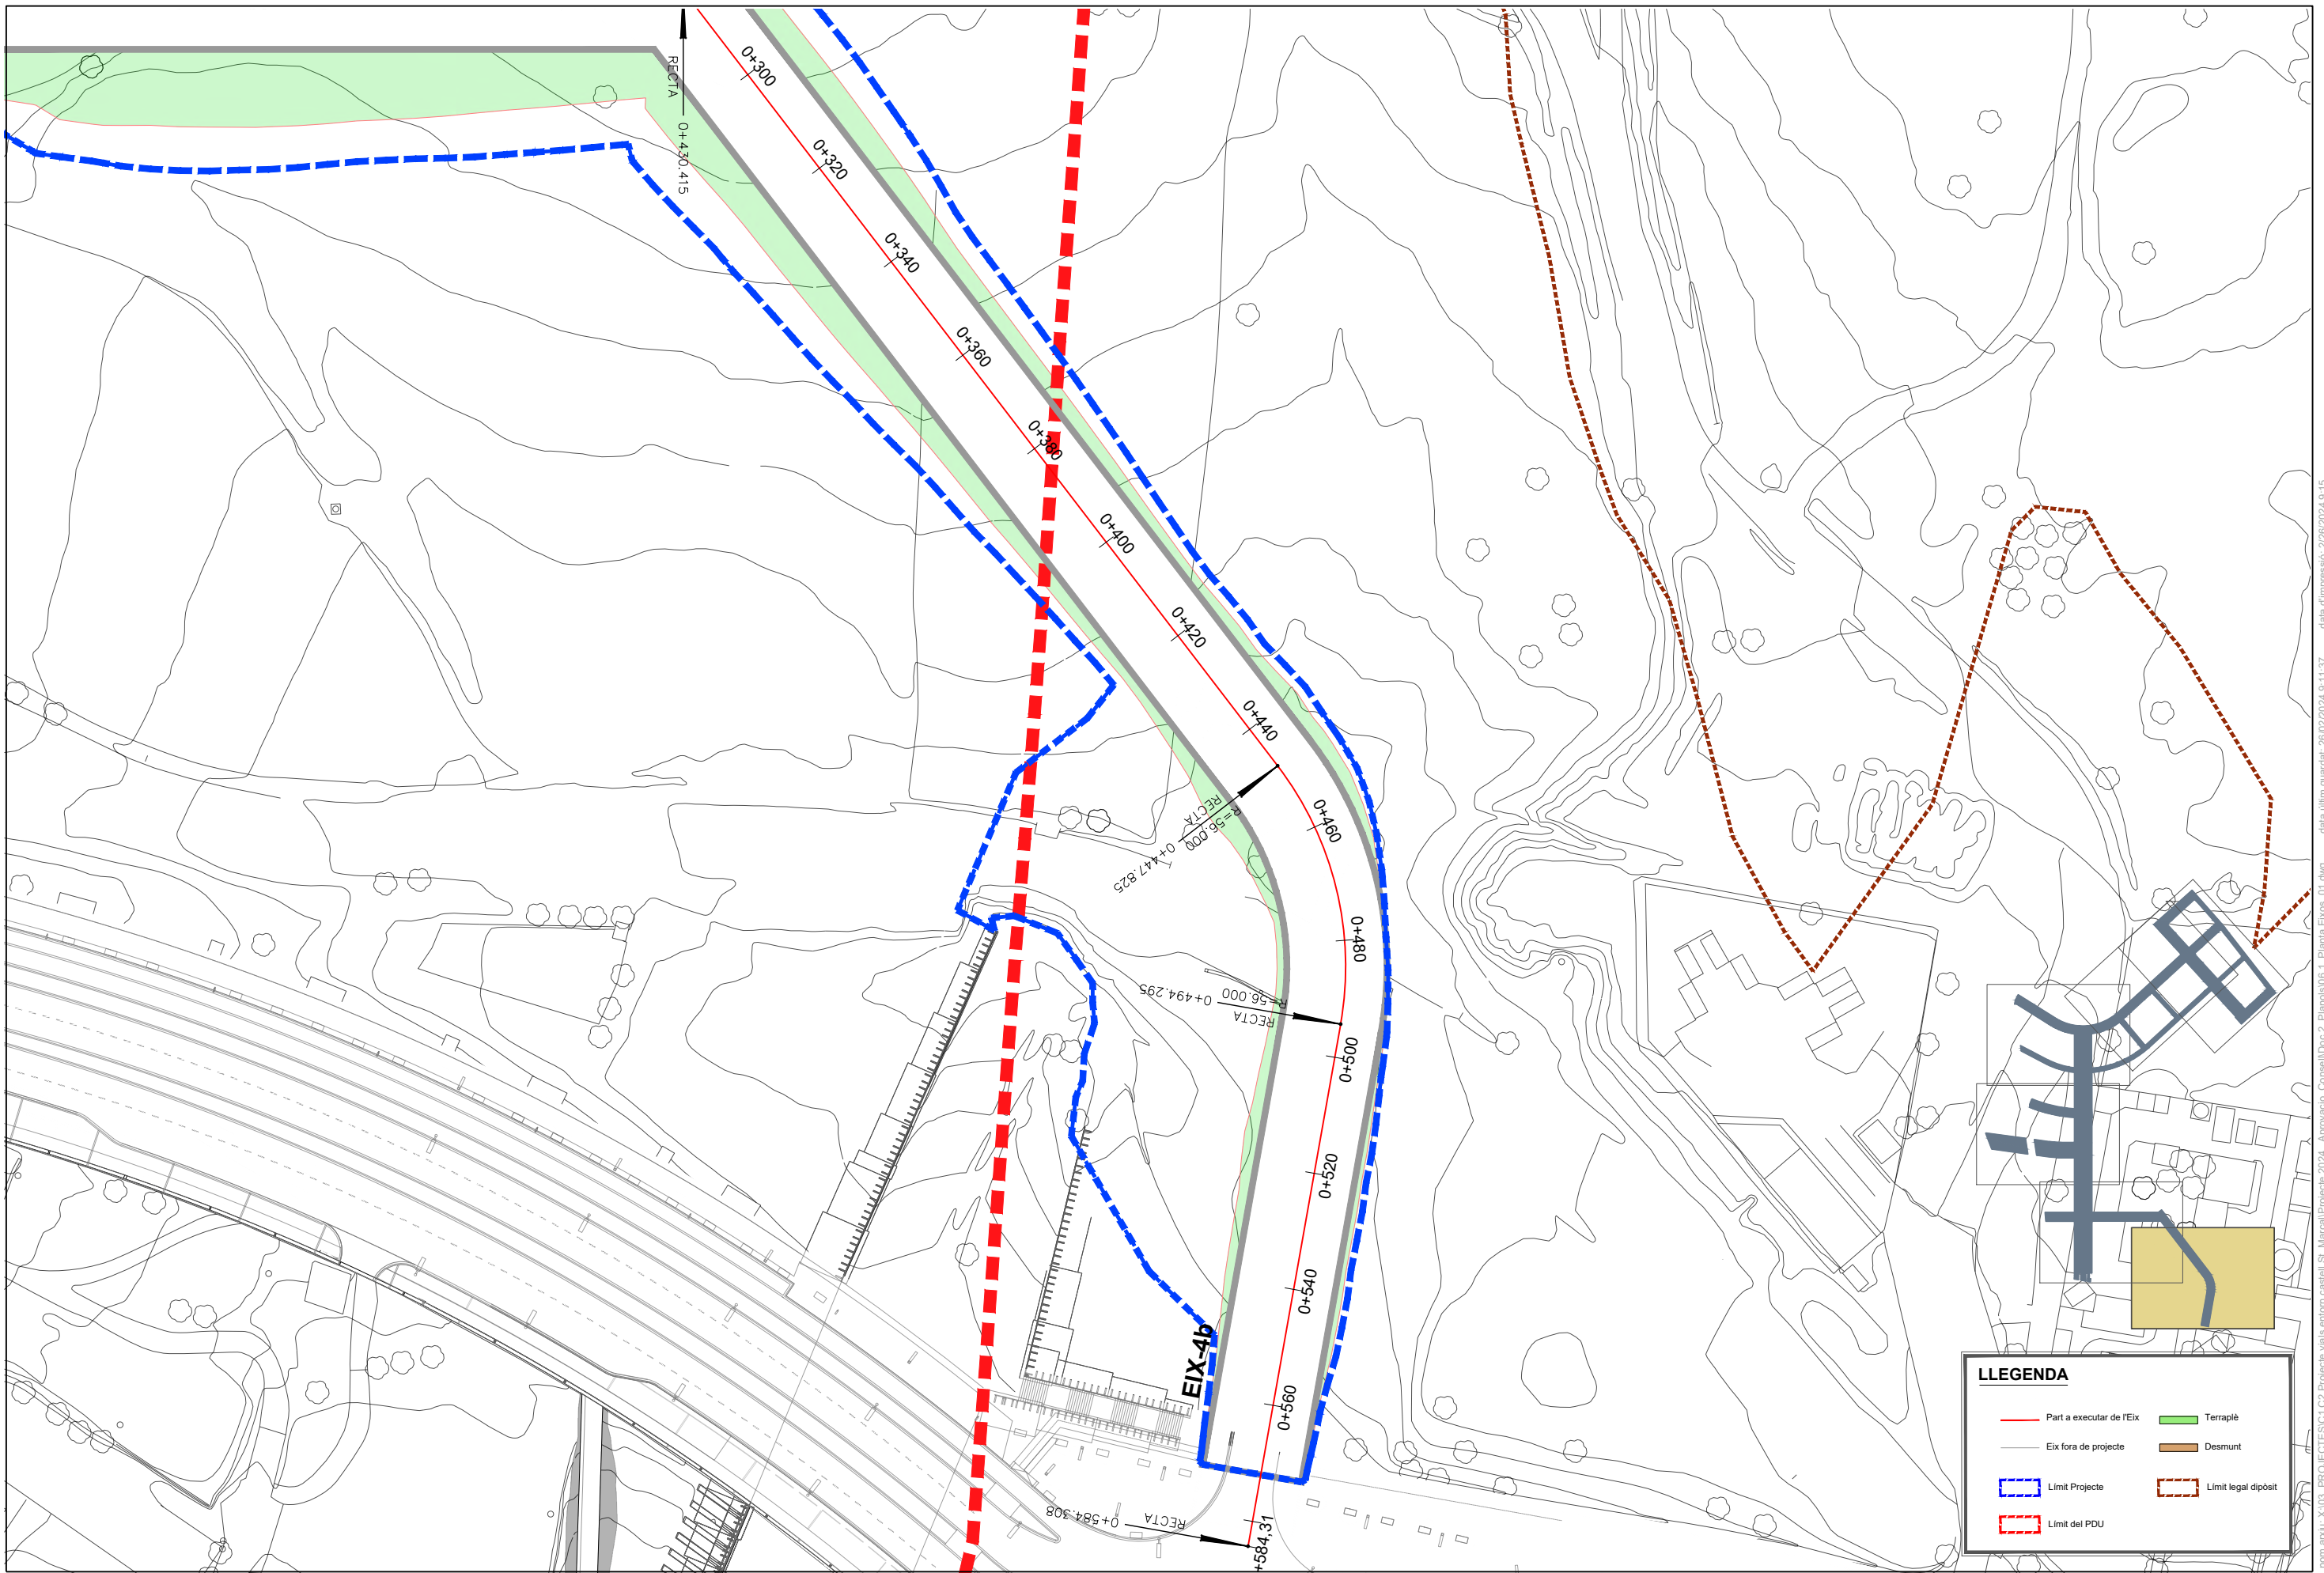 RECTA
0+430.415
0+300
0+320
0+340
0+360
0+380
0+400
0+420
0+440
RECTA
0+447.825
R=56.000
0+460
0+480
R=56.000
0+494.295
RECTA
0+500
0+520
0+540
0+560
EIX-4b
RECTA
0+584.308
+584,31
LLEGENDA
Part a executar de l'Eix
Terraplè
Eix fora de projecte
Desmunt
Límit Projecte
Límit legal dipòsit
Límit del PDU